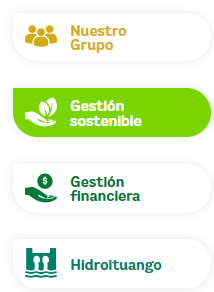 Nuestro
Grupo
Gestión
sostenible
$
Gestión
financiera
Hidroituango